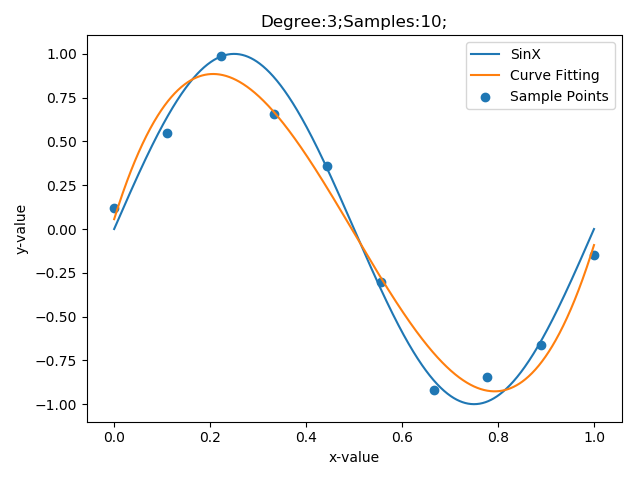 Degree:3;Samples:10;
SinX
Curve Fitting
Sample Points
y-value
1.00
0.75
0.50
0.25
0.00
−0.25
−0.50
−0.75
−1.00
0.0 0.2 0.4 0.6 0.8 1.0
x-value